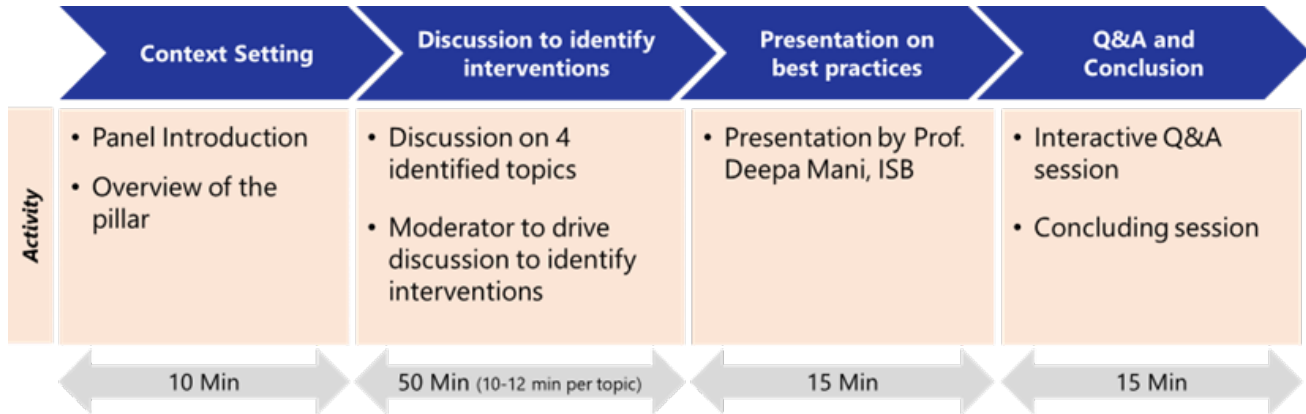 Context Setting
Discussion to identify
interventions
Presentation on
best practices
Q&A and
Conclusion
Activity
• Panel Introduction
• Overview of the
pillar
• Discussion on 4
identified topics
• Moderator to drive
discussion to identify
interventions
• Presentation by Prof.
Deepa Mani, ISB
• Interactive Q&A
session
• Concluding session
10 Min
50 Min (10-12 min per topic)
15 Min
15 Min